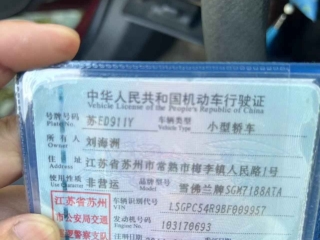 中华人民共和国机动车行驶证
Vehicle License of the People's Republic of China
号牌号码 苏ED911Y 车辆类型 小型轿车
Plate No. Vehicle Type
所有人 刘海洲
Owner
住址 江苏省苏州市常熟市梅李镇人民路1号
使用性质 非营运 品牌型号 雪佛兰牌SGM7188ATA
Use Character Model
江苏省苏州 车辆识别代号 LSGPC54R9BF009957
VIN
市公安局交通 发动机号码 103170693
Engine No.
巡逻警察支队 注册日期